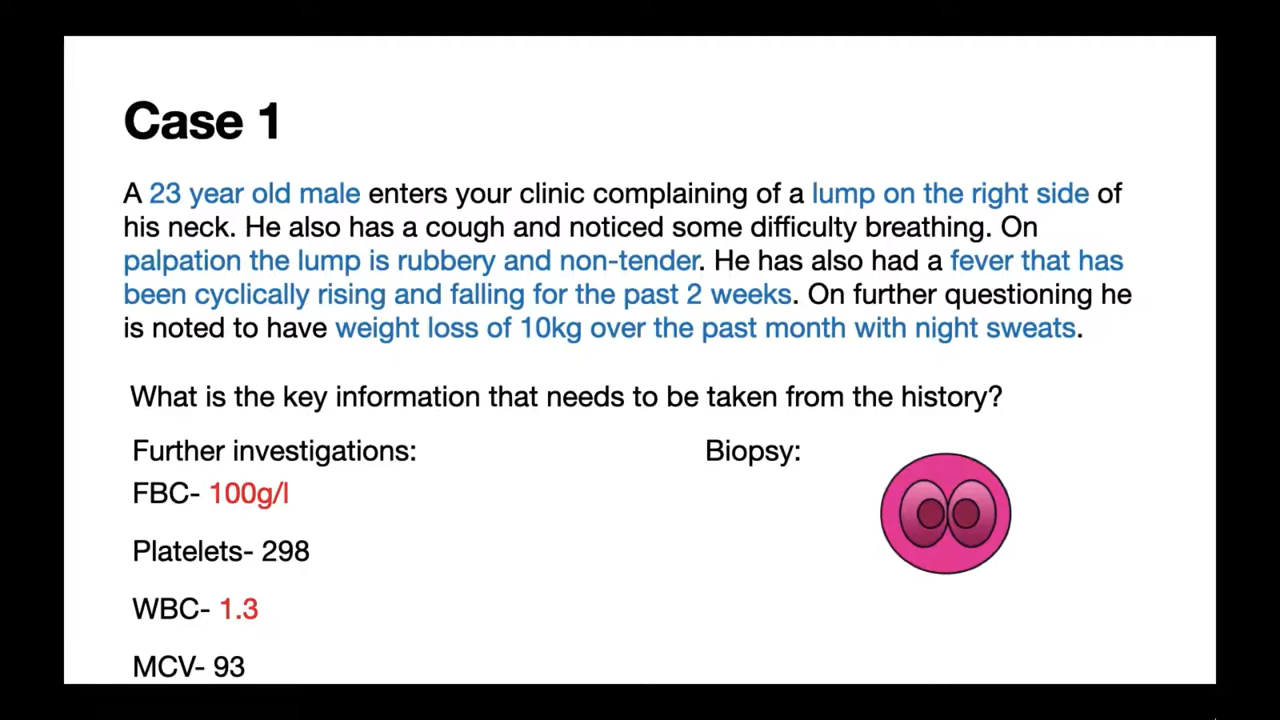 Case 1
A 23 year old male enters your clinic complaining of a lump on the right side of
his neck. He also has a cough and noticed some difficulty breathing. On
palpation the lump is rubbery and non-tender. He has also had a fever that has
been cyclically rising and falling for the past 2 weeks. On further questioning he
is noted to have weight loss of 10kg over the past month with night sweats.
What is the key information that needs to be taken from the history?
Further investigations:
FBC- 100g/l
Platelets- 298
WBC- 1.3
MCV- 93
Biopsy: